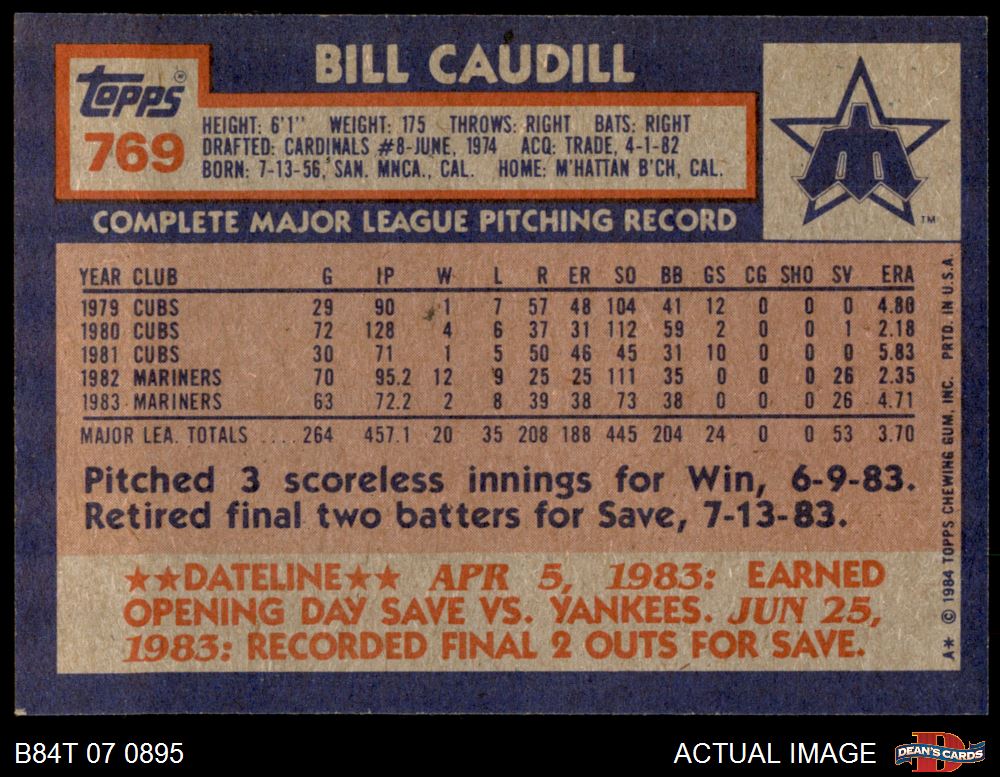 BILL CAUDILL
topps
769
HEIGHT: 6'1" WEIGHT: 175 THROWS: RIGHT BATS: RIGHT
DRAFTED: CARDINALS #8-JUNE, 1974 ACQ: TRADE, 4-1-82
BORN: 7-13-56, SAN. MNCA., CAL. HOME: M'HATTAN B'CH, CAL.
TM
COMPLETE MAJOR LEAGUE PITCHING RECORD
YEAR CLUB G IP W L R ER SO BB GS CG SHO SV ERA
1979 CUBS 29 90 1 7 57 48 104 41 12 0 0 0 4.80
1980 CUBS 72 128 4 6 37 31 112 59 2 0 0 1 2.18
1981 CUBS 30 71 1 5 50 46 45 31 10 0 0 0 5.83
1982 MARINERS 70 95.2 12 9 25 25 111 35 0 0 0 26 2.35
1983 MARINERS 63 72.2 2 8 39 38 73 38 0 0 0 26 4.71
MAJOR LEA. TOTALS .... 264 457.1 20 35 208 188 445 204 24 0 0 53 3.70
Pitched 3 scoreless innings for Win, 6-9-83.
Retired final two batters for Save, 7-13-83.
★★DATELINE★★ APR 5, 1983: EARNED
OPENING DAY SAVE VS. YANKEES. JUN 25,
1983: RECORDED FINAL 2 OUTS FOR SAVE.
A* © 1984 TOPPS CHEWING GUM, INC. PRTD. IN U.S.A.
B84T 07 0895
ACTUAL IMAGE
DEAN'S CARDS